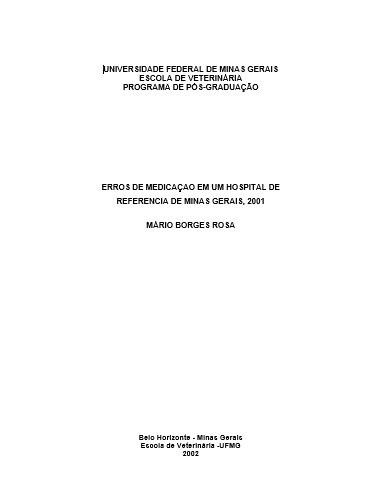 UNIVERSIDADE FEDERAL DE MINAS GERAIS
ESCOLA DE VETERINÁRIA
PROGRAMA DE PÓS-GRADUAÇÃO
ERROS DE MEDICAÇAO EM UM HOSPITAL DE
REFERENCIA DE MINAS GERAIS, 2001
MÁRIO BORGES ROSA
Belo Horizonte - Minas Gerais
Escola de Veterinária -UFMG
2002